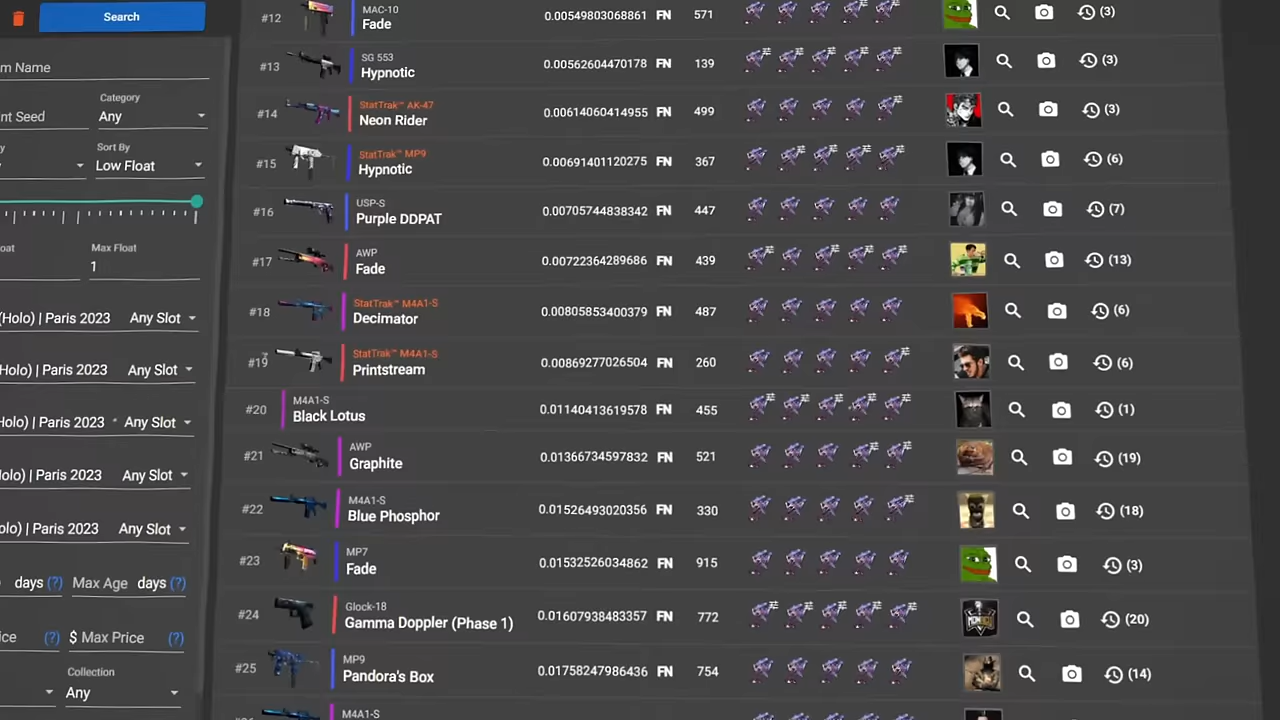 Search
m Name
nt Seed
Category
Any
y
Sort By
Low Float
oat
Max Float
1
(Holo) | Paris 2023 Any Slot
Holo) | Paris 2023 Any Slot
Holo) | Paris 2023 Any Slot
Holo) | Paris 2023 Any Slot
olo) | Paris 2023 Any Slot
days (?) Max Age days (?)
ice (?) $ Max Price (?)
Collection
Any
#12 MAC-10 0.00549803068861 FN 571 (3)
Fade
#13 SG 553 0.00562604470178 FN 139 (3)
Hypnotic
#14 StatTrak™ AK-47 0.00614060414955 FN 499 (3)
Neon Rider
#15 StatTrak™ MP9 0.00691401120275 FN 367 (6)
Hypnotic
#16 USP-S 0.00705744838342 FN 447 (7)
Purple DDPAT
#17 AWP 0.00722364289686 FN 439 (13)
Fade
#18 StatTrak™ M4A1-S 0.00805853400379 FN 487 (6)
Decimator
#19 StatTrak™ M4A1-S 0.00869277026504 FN 260 (6)
Printstream
#20 M4A1-S 0.01140413619578 FN 455 (1)
Black Lotus
#21 AWP 0.01366734597832 FN 521 (19)
Graphite
#22 M4A1-S 0.01526493020356 FN 330 (18)
Blue Phosphor
#23 MP7 0.01532526034862 FN 915 (3)
Fade
#24 Glock-18 0.01607938483357 FN 772 (20)
Gamma Doppler (Phase 1)
#25 MP9 0.01758247986436 FN 754 (14)
Pandora's Box
M4A1-S